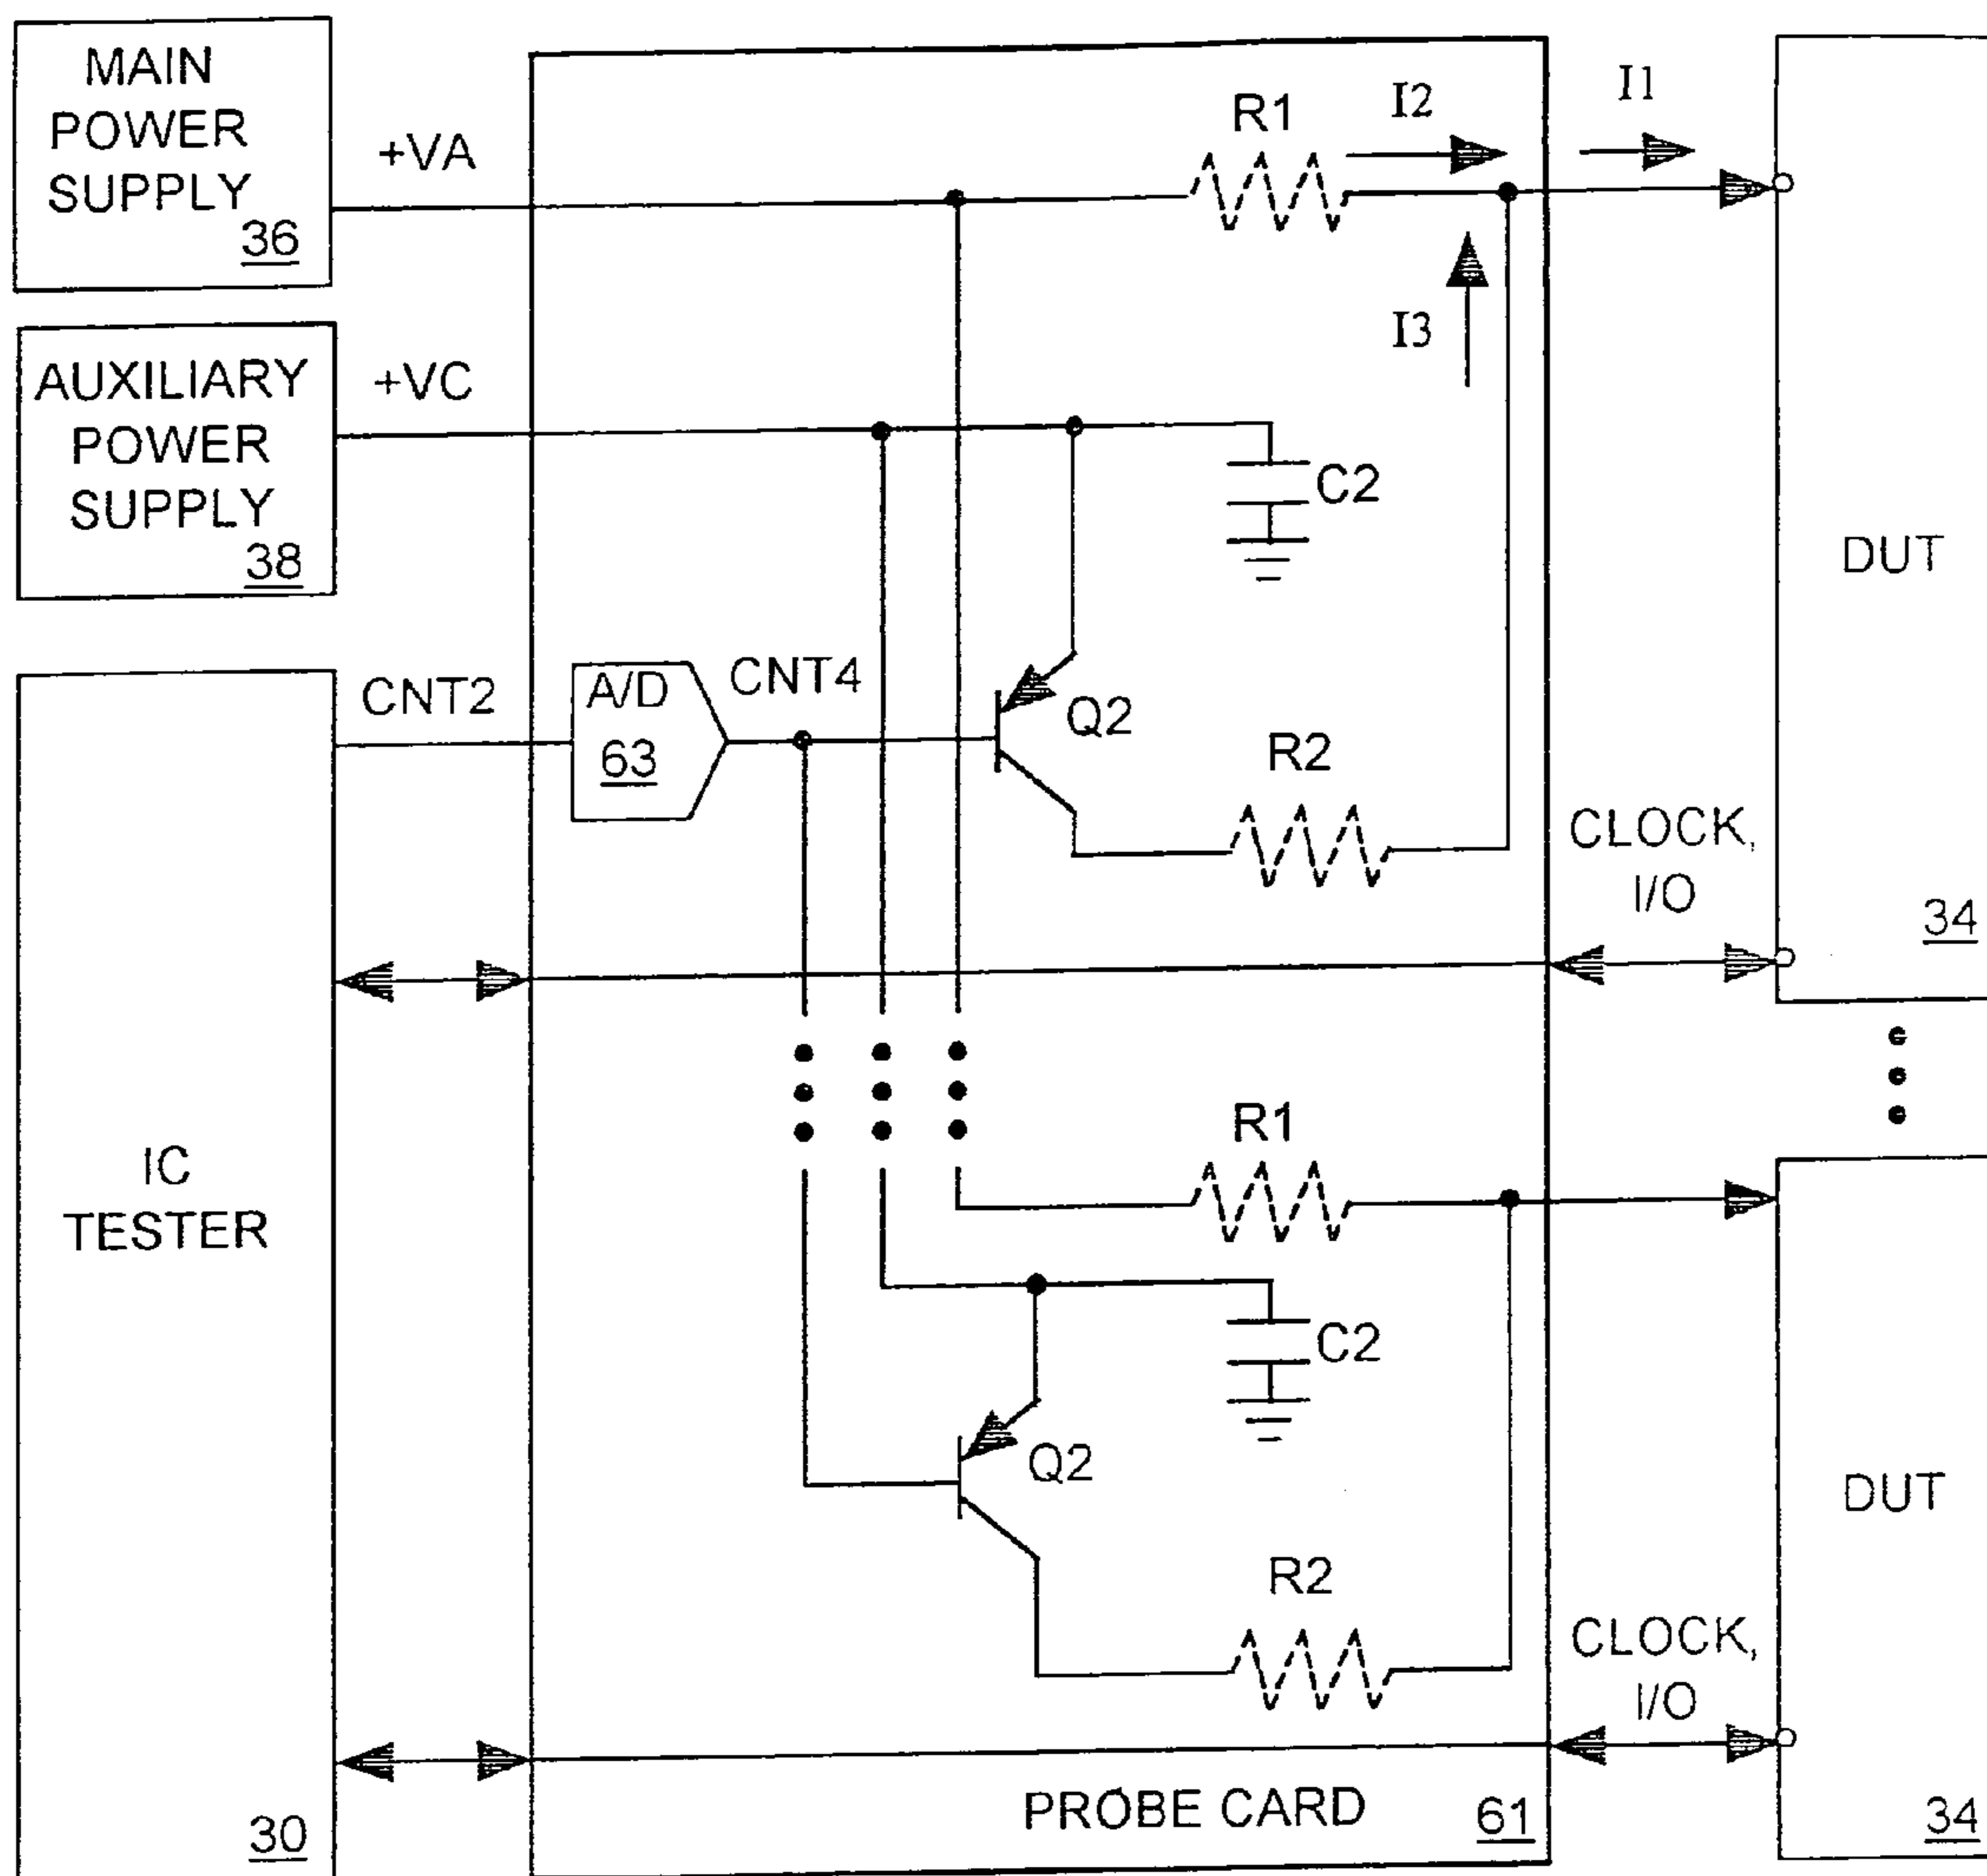 MAIN
POWER
SUPPLY
36
+VA
R1
I2
I1
I3
AUXILIARY
POWER
SUPPLY
38
+VC
C2
DUT
34
CNT2
A/D
63
CNT4
Q2
R2
CLOCK,
I/O
IC
TESTER
30
R1
C2
Q2
R2
DUT
34
CLOCK,
I/O
PROBE CARD
61